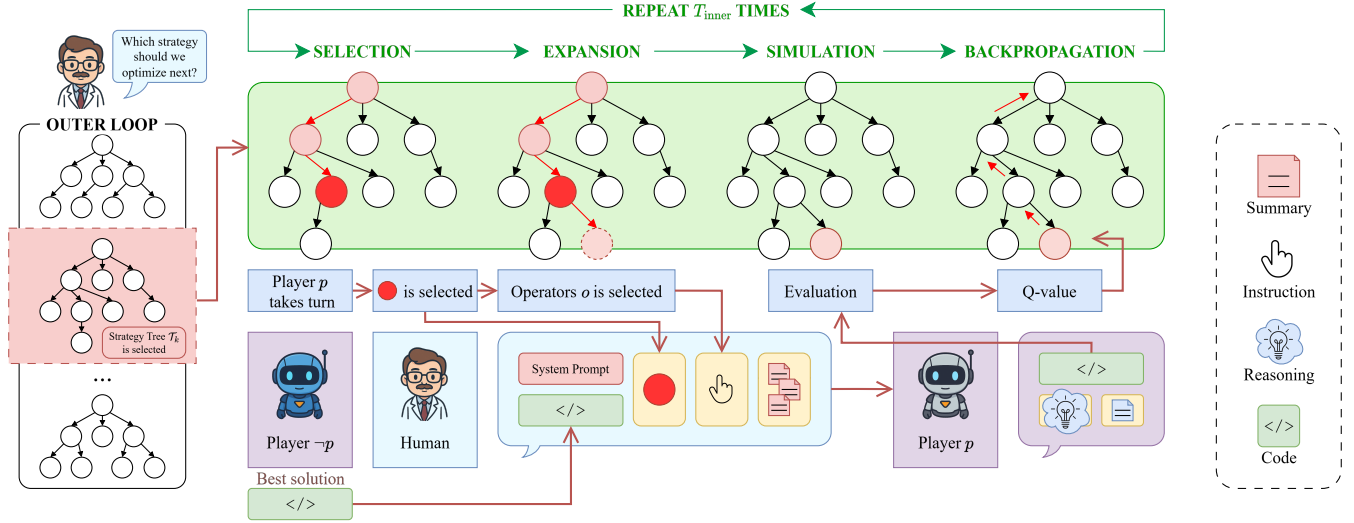 REPEAT T_inner TIMES
Which strategy
should we
optimize next?
SELECTION
EXPANSION
SIMULATION
BACKPROPAGATION
OUTER LOOP
Strategy Tree 𝒯_k
is selected
...
Player p
takes turn
is selected
Operators o is selected
Evaluation
Q-value
System Prompt
</>
</>
Player ¬p
Human
Player p
Best solution
</>
Summary
Instruction
Reasoning
</>
Code